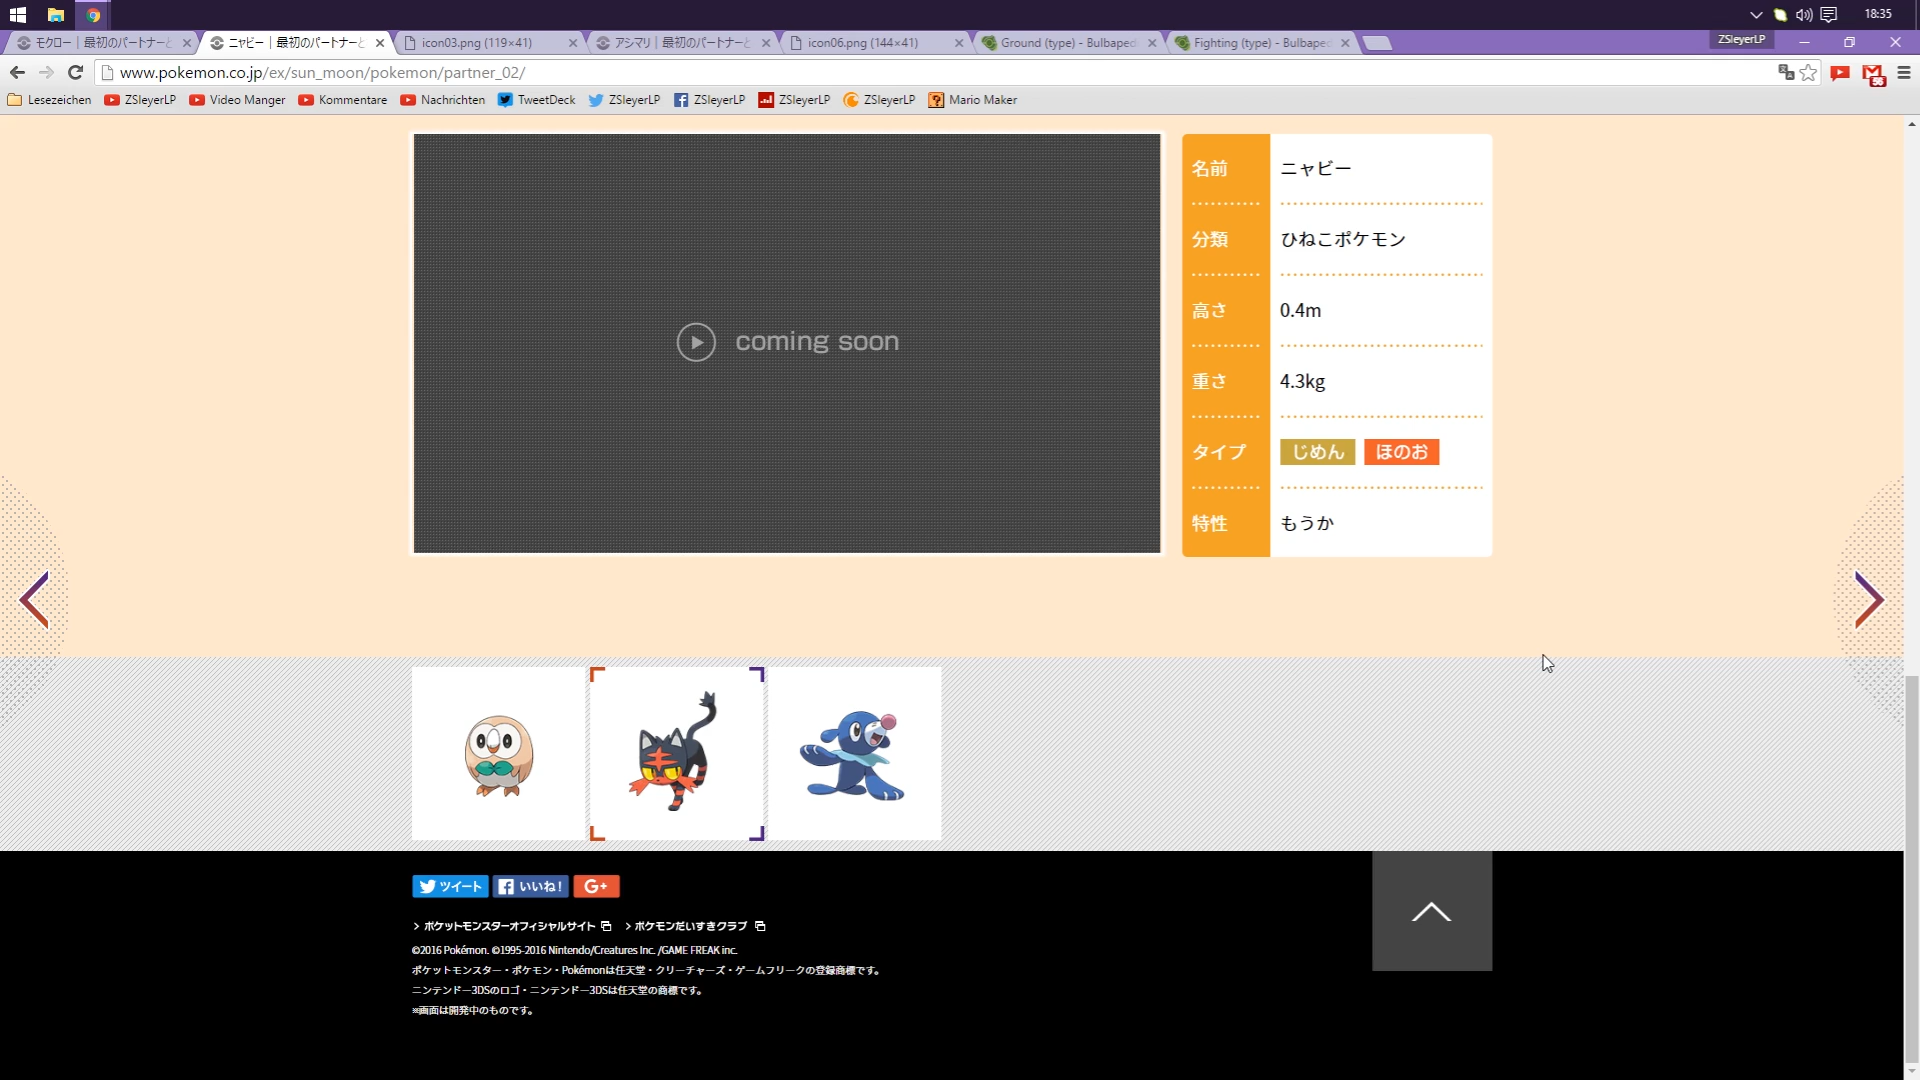 18:35
モクロー｜最初のパートナーと
ニャビー｜最初のパートナーと
icon03.png (119×41)
アシマリ｜最初のパートナーと
icon06.png (144×41)
Ground (type) - Bulbaped
Fighting (type) - Bulbaped
ZSleyerLP
www.pokemon.co.jp/ex/sun_moon/pokemon/partner_02/
56
Lesezeichen
ZSleyerLP
Video Manger
Kommentare
Nachrichten
TweetDeck
ZSleyerLP
ZSleyerLP
ZSleyerLP
ZSleyerLP
Mario Maker
coming soon
名前 ニャビー
分類 ひねこポケモン
高さ 0.4m
重さ 4.3kg
タイプ じめん ほのお
特性 もうか
ツイート
いいね！
G+
> ポケットモンスターオフィシャルサイト
> ポケモンだいすきクラブ
©2016 Pokémon. ©1995-2016 Nintendo/Creatures Inc. /GAME FREAK inc.
ポケットモンスター・ポケモン・Pokémonは任天堂・クリーチャーズ・ゲームフリークの登録商標です。
ニンテンドー3DSのロゴ・ニンテンドー3DSは任天堂の商標です。
※画面は開発中のものです。